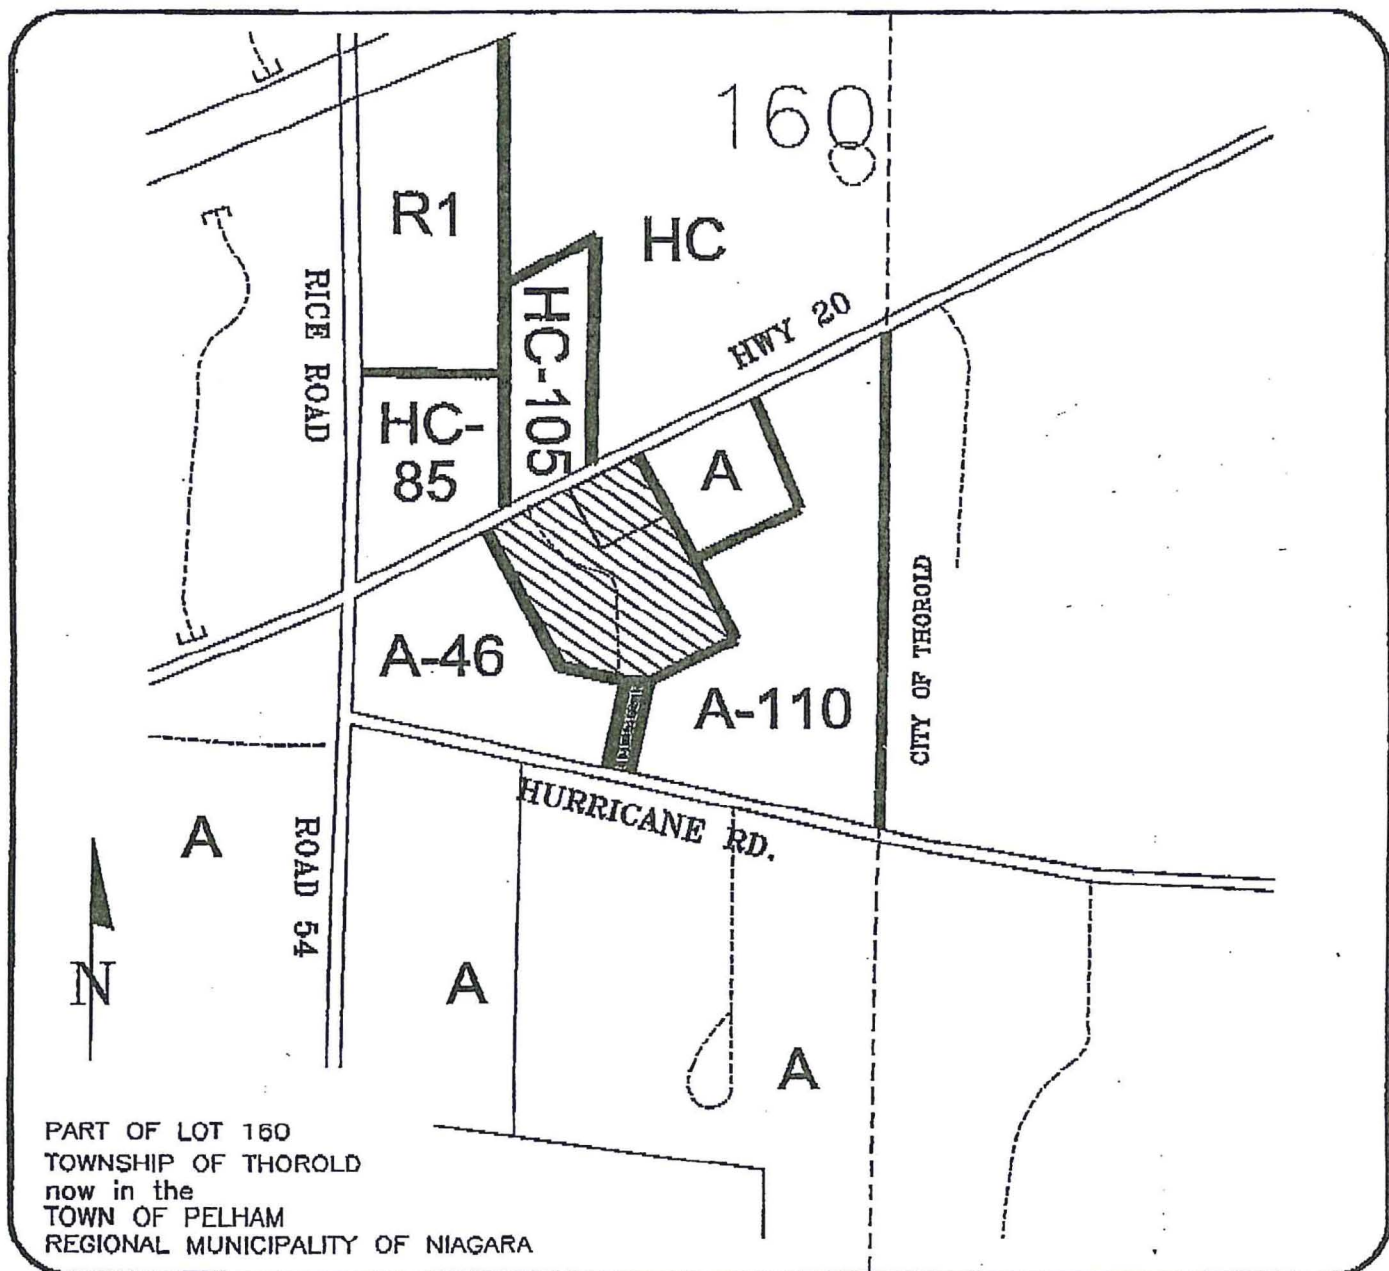 160
R1
HC
RICE ROAD
HC-105
HWY 20
HC-
85
A
CITY OF THOROLD
A-46
A-110
HURRICANE RD.
A
ROAD 54
A
N
A
PART OF LOT 160
TOWNSHIP OF THOROLD
now in the
TOWN OF PELHAM
REGIONAL MUNICIPALITY OF NIAGARA